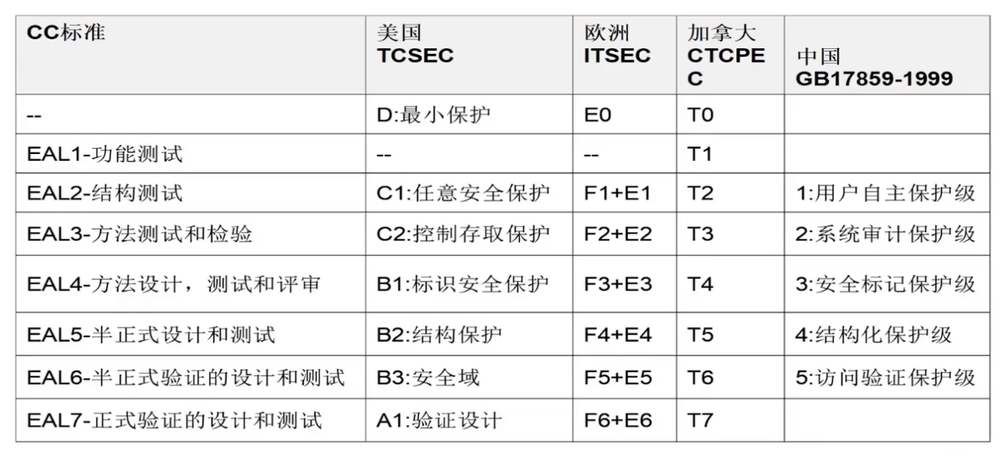 CC标准 美国 TCSEC 欧洲 ITSEC 加拿大 CTCPEC 中国 GB17859-1999
-- D:最小保护 E0 T0
EAL1-功能测试 -- -- T1
EAL2-结构测试 C1:任意安全保护 F1+E1 T2 1:用户自主保护级
EAL3-方法测试和检验 C2:控制存取保护 F2+E2 T3 2:系统审计保护级
EAL4-方法设计，测试和评审 B1:标识安全保护 F3+E3 T4 3:安全标记保护级
EAL5-半正式设计和测试 B2:结构保护 F4+E4 T5 4:结构化保护级
EAL6-半正式验证的设计和测试 B3:安全域 F5+E5 T6 5:访问验证保护级
EAL7-正式验证的设计和测试 A1:验证设计 F6+E6 T7